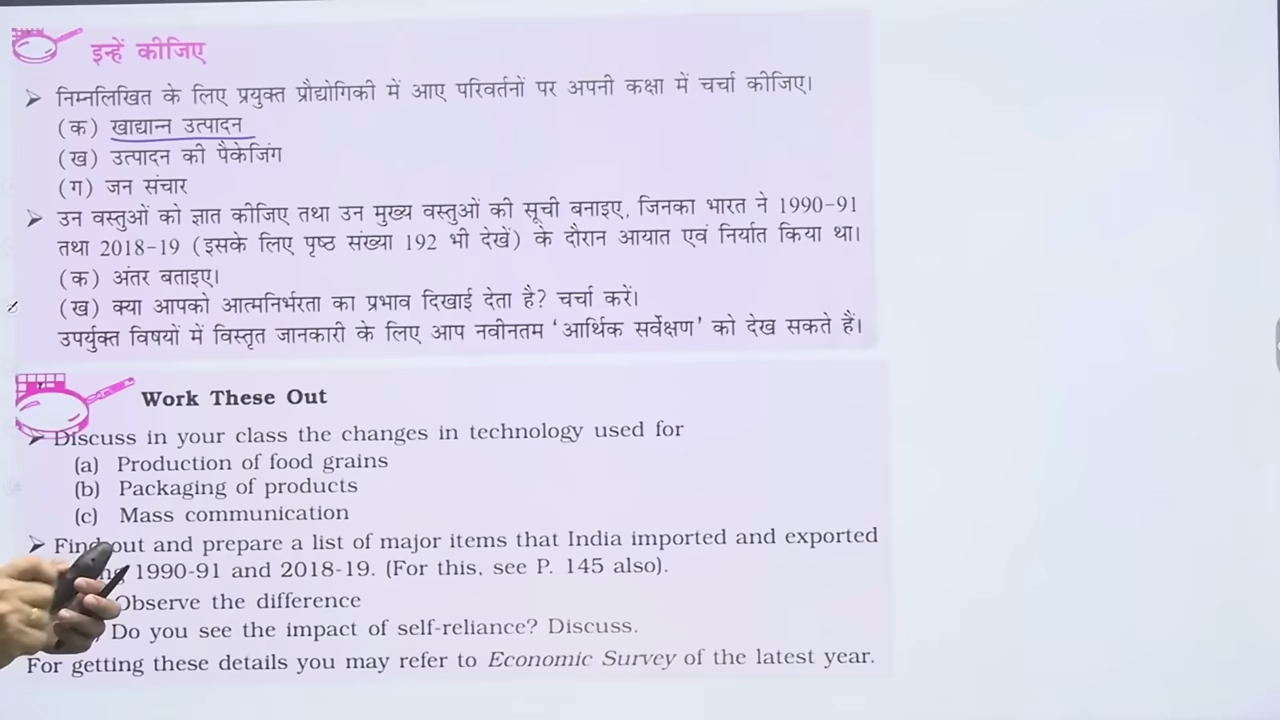 इन्हें कीजिए
➢ निम्नलिखित के लिए प्रयुक्त प्रौद्योगिकी में आए परिवर्तनों पर अपनी कक्षा में चर्चा कीजिए।
(क) खाद्यान्न उत्पादन
(ख) उत्पादन की पैकेजिंग
(ग) जन संचार
➢ उन वस्तुओं को ज्ञात कीजिए तथा उन मुख्य वस्तुओं की सूची बनाइए, जिनका भारत ने 1990-91
तथा 2018-19 (इसके लिए पृष्ठ संख्या 192 भी देखें) के दौरान आयात एवं निर्यात किया था।
(क) अंतर बताइए।
(ख) क्या आपको आत्मनिर्भरता का प्रभाव दिखाई देता है? चर्चा करें।
उपर्युक्त विषयों में विस्तृत जानकारी के लिए आप नवीनतम ‘आर्थिक सर्वेक्षण’ को देख सकते हैं।
Work These Out
➢ Discuss in your class the changes in technology used for
(a) Production of food grains
(b) Packaging of products
(c) Mass communication
➢ Find out and prepare a list of major items that India imported and exported
1990-91 and 2018-19. (For this, see P. 145 also).
Observe the difference
Do you see the impact of self-reliance? Discuss.
For getting these details you may refer to Economic Survey of the latest year.